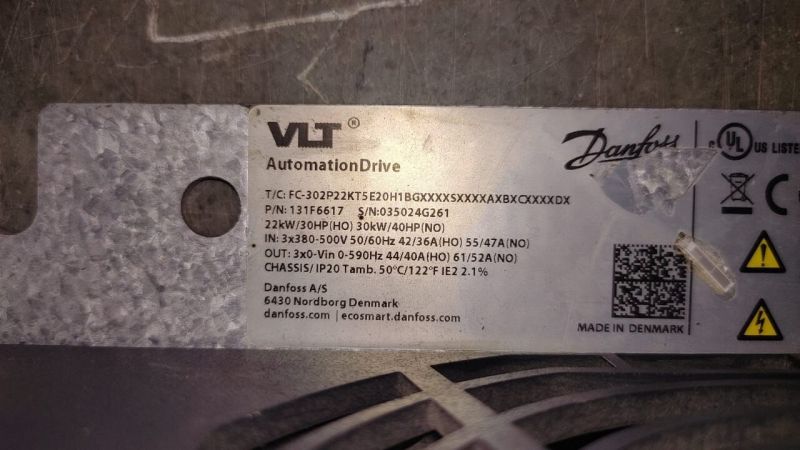 VLT®
Danfoss
UL US LISTE
AutomationDrive
T/C: FC-302P22KT5E20H1BGXXXXSXXXXAXBXCXXXXDX
P/N: 131F6617 S/N:035024G261
22kW/30HP(HO) 30kW/40HP(NO)
IN: 3x380-500V 50/60Hz 42/36A(HO) 55/47A(NO)
OUT: 3x0-Vin 0-590Hz 44/40A(HO) 61/52A(NO)
CHASSIS/ IP20 Tamb. 50°C/122°F IE2 2.1%
Danfoss A/S
6430 Nordborg Denmark
danfoss.com | ecosmart.danfoss.com
MADE IN DENMARK